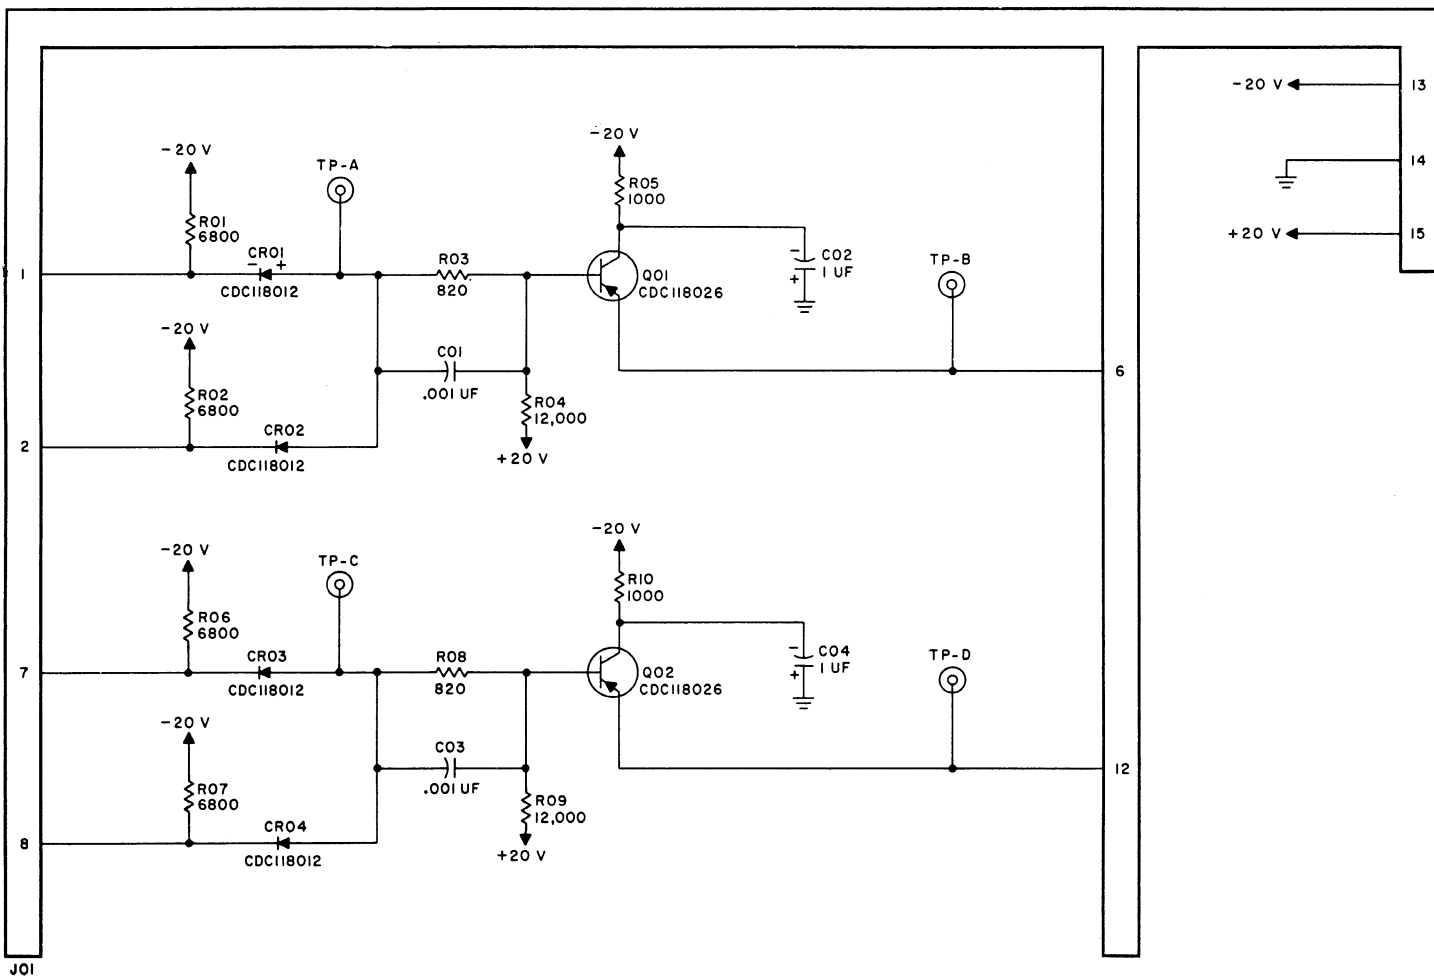 -20 V
13
14
+20 V
15
-20 V
TP-A
-20 V
R01
6800
R05
1000
1
CR01
- +
CDC118012
R03
820
Q01
CDC118026
-
C02
1 UF
+
TP-B
-20 V
R02
6800
C01
.001 UF
R04
12,000
+20 V
6
2
CR02
CDC118012
-20 V
TP-C
-20 V
R06
6800
R10
1000
7
CR03
CDC118012
R08
820
Q02
CDC118026
-
C04
1 UF
+
TP-D
-20 V
R07
6800
C03
.001 UF
R09
12,000
+20 V
12
8
CR04
CDC118012
J01